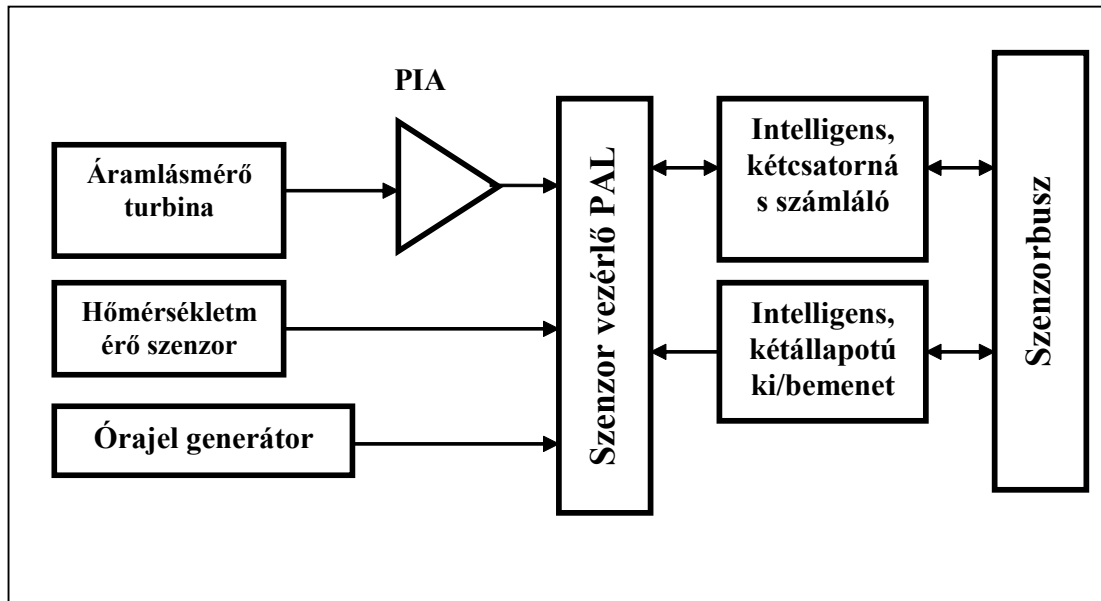 PIA
Áramlásmérő
turbina
Hőmérsékletm
érő szenzor
Órajel generátor
Szenzor vezérlő PAL
Intelligens,
kétcsatorná
s számláló
Intelligens,
kétállapotú
ki/bemenet
Szenzorbusz